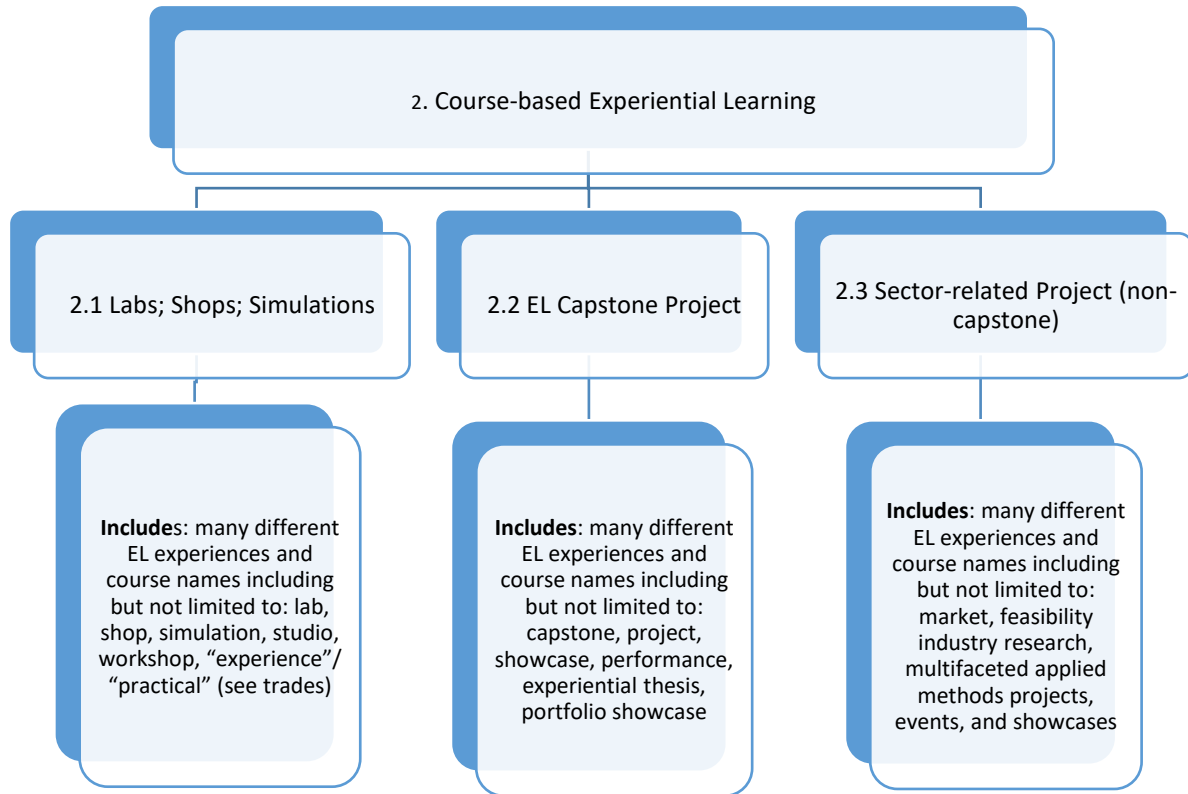 2. Course-based Experiential Learning
2.1 Labs; Shops; Simulations
2.2 EL Capstone Project
2.3 Sector-related Project (non-
capstone)
Includes: many different
EL experiences and
course names including
but not limited to: lab,
shop, simulation, studio,
workshop, “experience”/
“practical” (see trades)
Includes: many different
EL experiences and
course names including
but not limited to:
capstone, project,
showcase, performance,
experiential thesis,
portfolio showcase
Includes: many different
EL experiences and
course names including
but not limited to:
market, feasibility
industry research,
multifaceted applied
methods projects,
events, and showcases